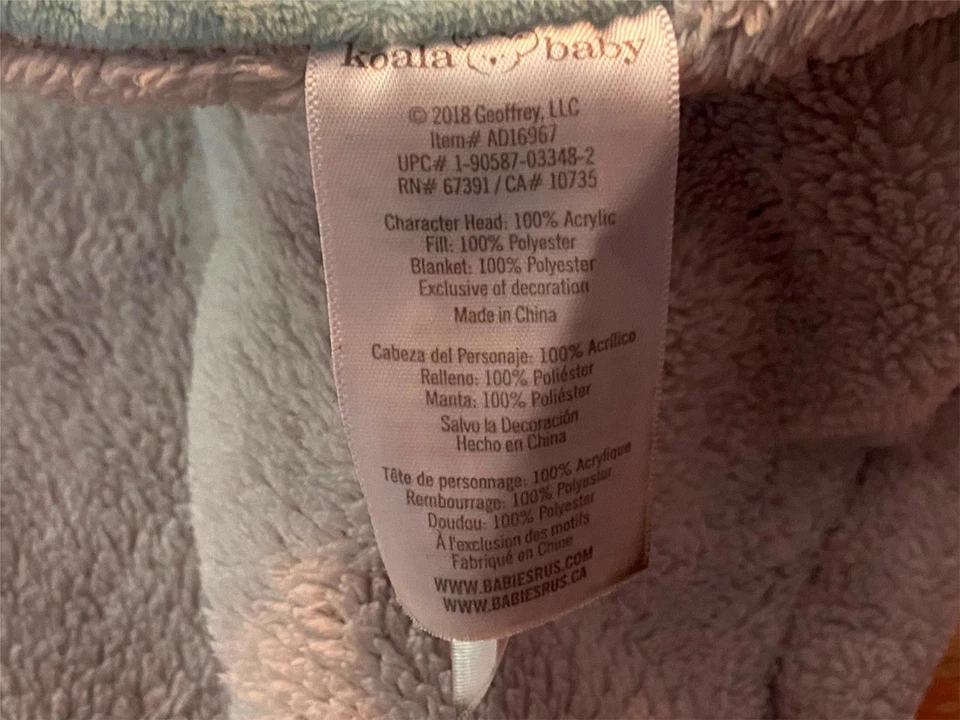 koala baby
© 2018 Geoffrey, LLC
Item# AD16967
UPC# 1-90587-03348-2
RN# 67391 / CA# 10735
Character Head: 100% Acrylic
Fill: 100% Polyester
Blanket: 100% Polyester
Exclusive of decoration
Made in China
Cabeza del Personaje: 100% Acrílico
Relleno: 100% Poliéster
Manta: 100% Poliéster
Salvo la Decoración
Hecho en China
Tête de personnage: 100% Acrylique
Rembourrage: 100% Polyester
Doudou: 100% Polyester
À l'exclusion des motifs
Fabriqué en Chine
WWW.BABIESRUS.COM
WWW.BABIESRUS.CA